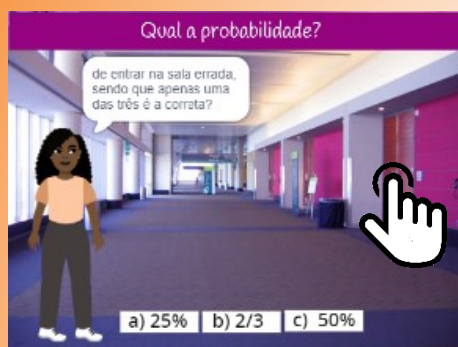 Qual a probabilidade?
de entrar na sala errada,
sendo que apenas uma
das três é a correta?
a) 25% b) 2/3 c) 50%